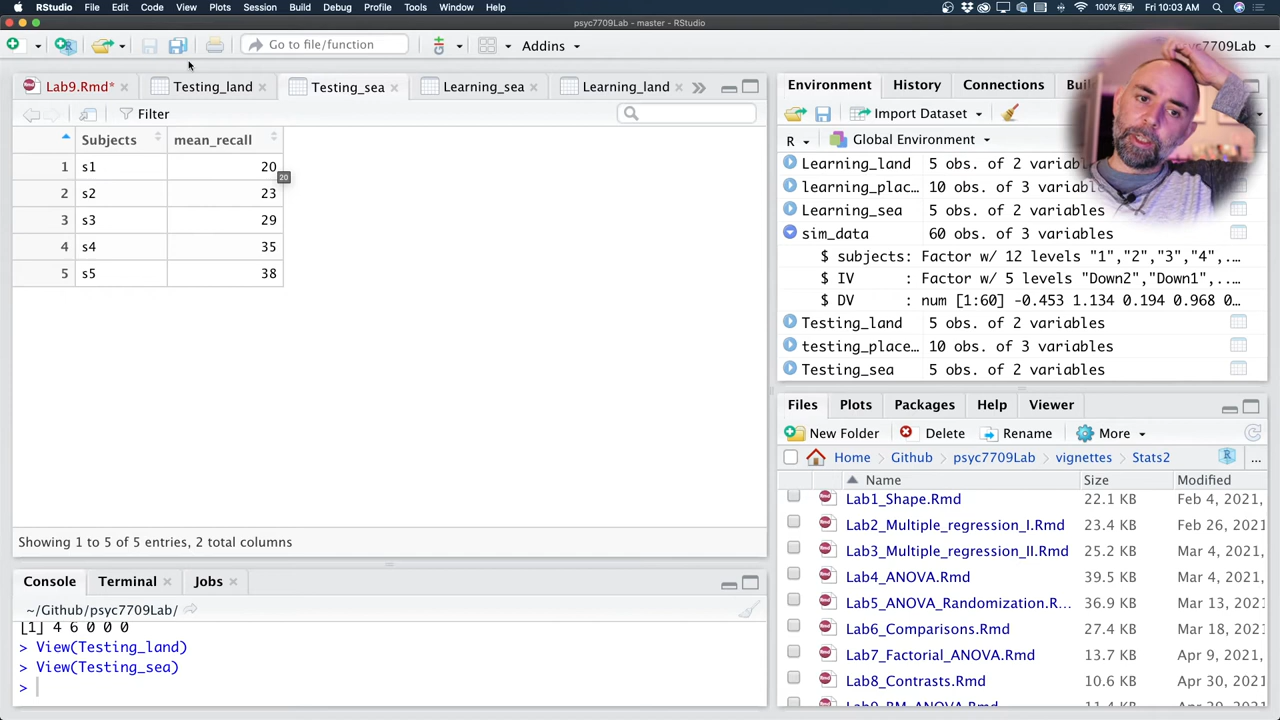 RStudio File Edit Code View Plots Session Build Debug Profile Tools Window Help 100% Fri 10:03 AM
psyc7709Lab - master - RStudio
Go to file/function Addins yc7709Lab
Lab9.Rmd* Testing_land Testing_sea Learning_sea Learning_land
Filter
Subjects mean_recall
1 s1 20
20
2 s2 23
3 s3 29
4 s4 35
5 s5 38
Showing 1 to 5 of 5 entries, 2 total columns
Console Terminal Jobs
~/Github/psyc7709Lab/
[1] 4 6 0 0 0
> View(Testing_land)
> View(Testing_sea)
>
Environment History Connections
Import Dataset
R Global Environment
Learning_land 5 obs. of 2 variables
learning_plac… 10 obs. of 3 variables
Learning_sea 5 obs. of 2 variables
sim_data 60 obs. of 3 variables
$ subjects: Factor w/ 12 levels "1","2","3","4",..…
$ IV : Factor w/ 5 levels "Down2","Down1",..…
$ DV : num [1:60] -0.453 1.134 0.194 0.968 0…
Testing_land 5 obs. of 2 variables
testing_place… 10 obs. of 3 variables
Testing_sea 5 obs. of 2 variables
Files Plots Packages Help Viewer
New Folder Delete Rename More
Home Github psyc7709Lab vignettes Stats2 ...
Name Size Modified
Lab1_Shape.Rmd 22.1 KB Feb 4, 2021,
Lab2_Multiple_regression_I.Rmd 23.4 KB Feb 26, 2021
Lab3_Multiple_regression_II.Rmd 25.2 KB Mar 4, 2021,
Lab4_ANOVA.Rmd 39.5 KB Mar 4, 2021,
Lab5_ANOVA_Randomization.R… 36.9 KB Mar 13, 2021,
Lab6_Comparisons.Rmd 27.4 KB Mar 18, 2021,
Lab7_Factorial_ANOVA.Rmd 13.7 KB Apr 9, 2021,
Lab8_Contrasts.Rmd 10.6 KB Apr 30, 2021,